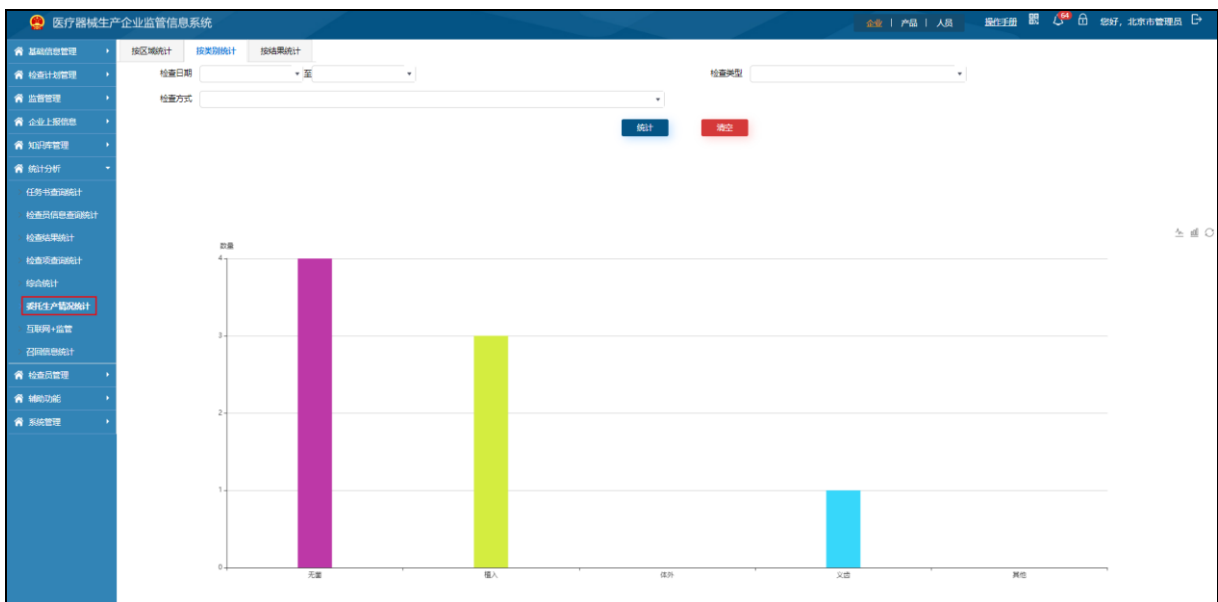 医疗器械生产企业监管信息系统
企业 | 产品 | 人员
操作手册
64
您好，北京市管理员
基础信息管理
检查计划管理
监督管理
企业上报信息
知识库管理
统计分析
任务书查询统计
检查员信息查询统计
检查结果统计
检查项查询统计
综合统计
委托生产情况统计
互联网+监管
召回信息统计
检查员管理
辅助功能
系统管理
按区域统计 按类别统计 按结果统计
检查日期 至 检查类型
检查方式
统计 清空
数量
4
3
2
1
0
无菌 植入 体外 义齿 其他